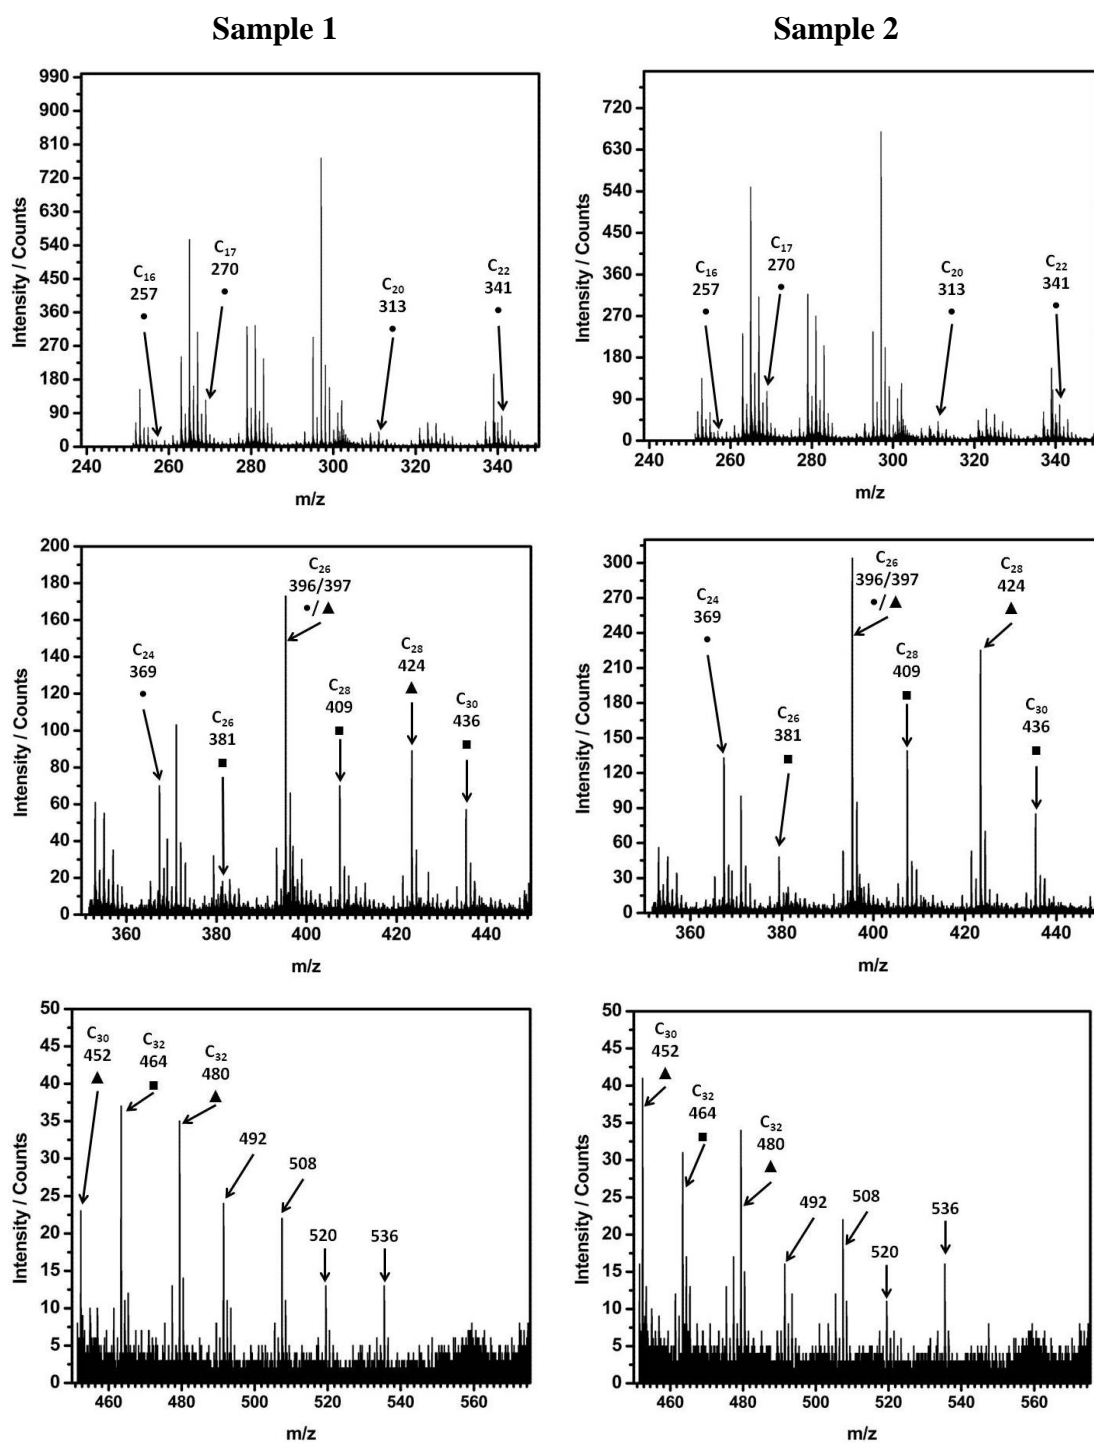 Sample 1
Sample 2
990
900
810
720
630
540
450
360
270
180
90
0
Intensity / Counts
C16
257
C17
270
C20
313
C22
341
240 260 280 300 320 340
m/z
720
630
540
450
360
270
180
90
0
Intensity / Counts
C16
257
C17
270
C20
313
C22
341
240 260 280 300 320 340
m/z
200
180
160
140
120
100
80
60
40
20
0
Intensity / Counts
C24
369
C26
381
C26
396/397
/
C28
409
C28
424
C30
436
360 380 400 420 440
m/z
300
270
240
210
180
150
120
90
60
30
0
Intensity / Counts
C24
369
C26
381
C26
396/397
/
C28
409
C28
424
C30
436
360 380 400 420 440
m/z
50
45
40
35
30
25
20
15
10
5
0
Intensity / Counts
C30
452
C32
464
C32
480
492
508
520
536
460 480 500 520 540 560
m/z
50
45
40
35
30
25
20
15
10
5
0
Intensity / Counts
C30
452
C32
464
C32
480
492
508
520
536
460 480 500 520 540 560
m/z